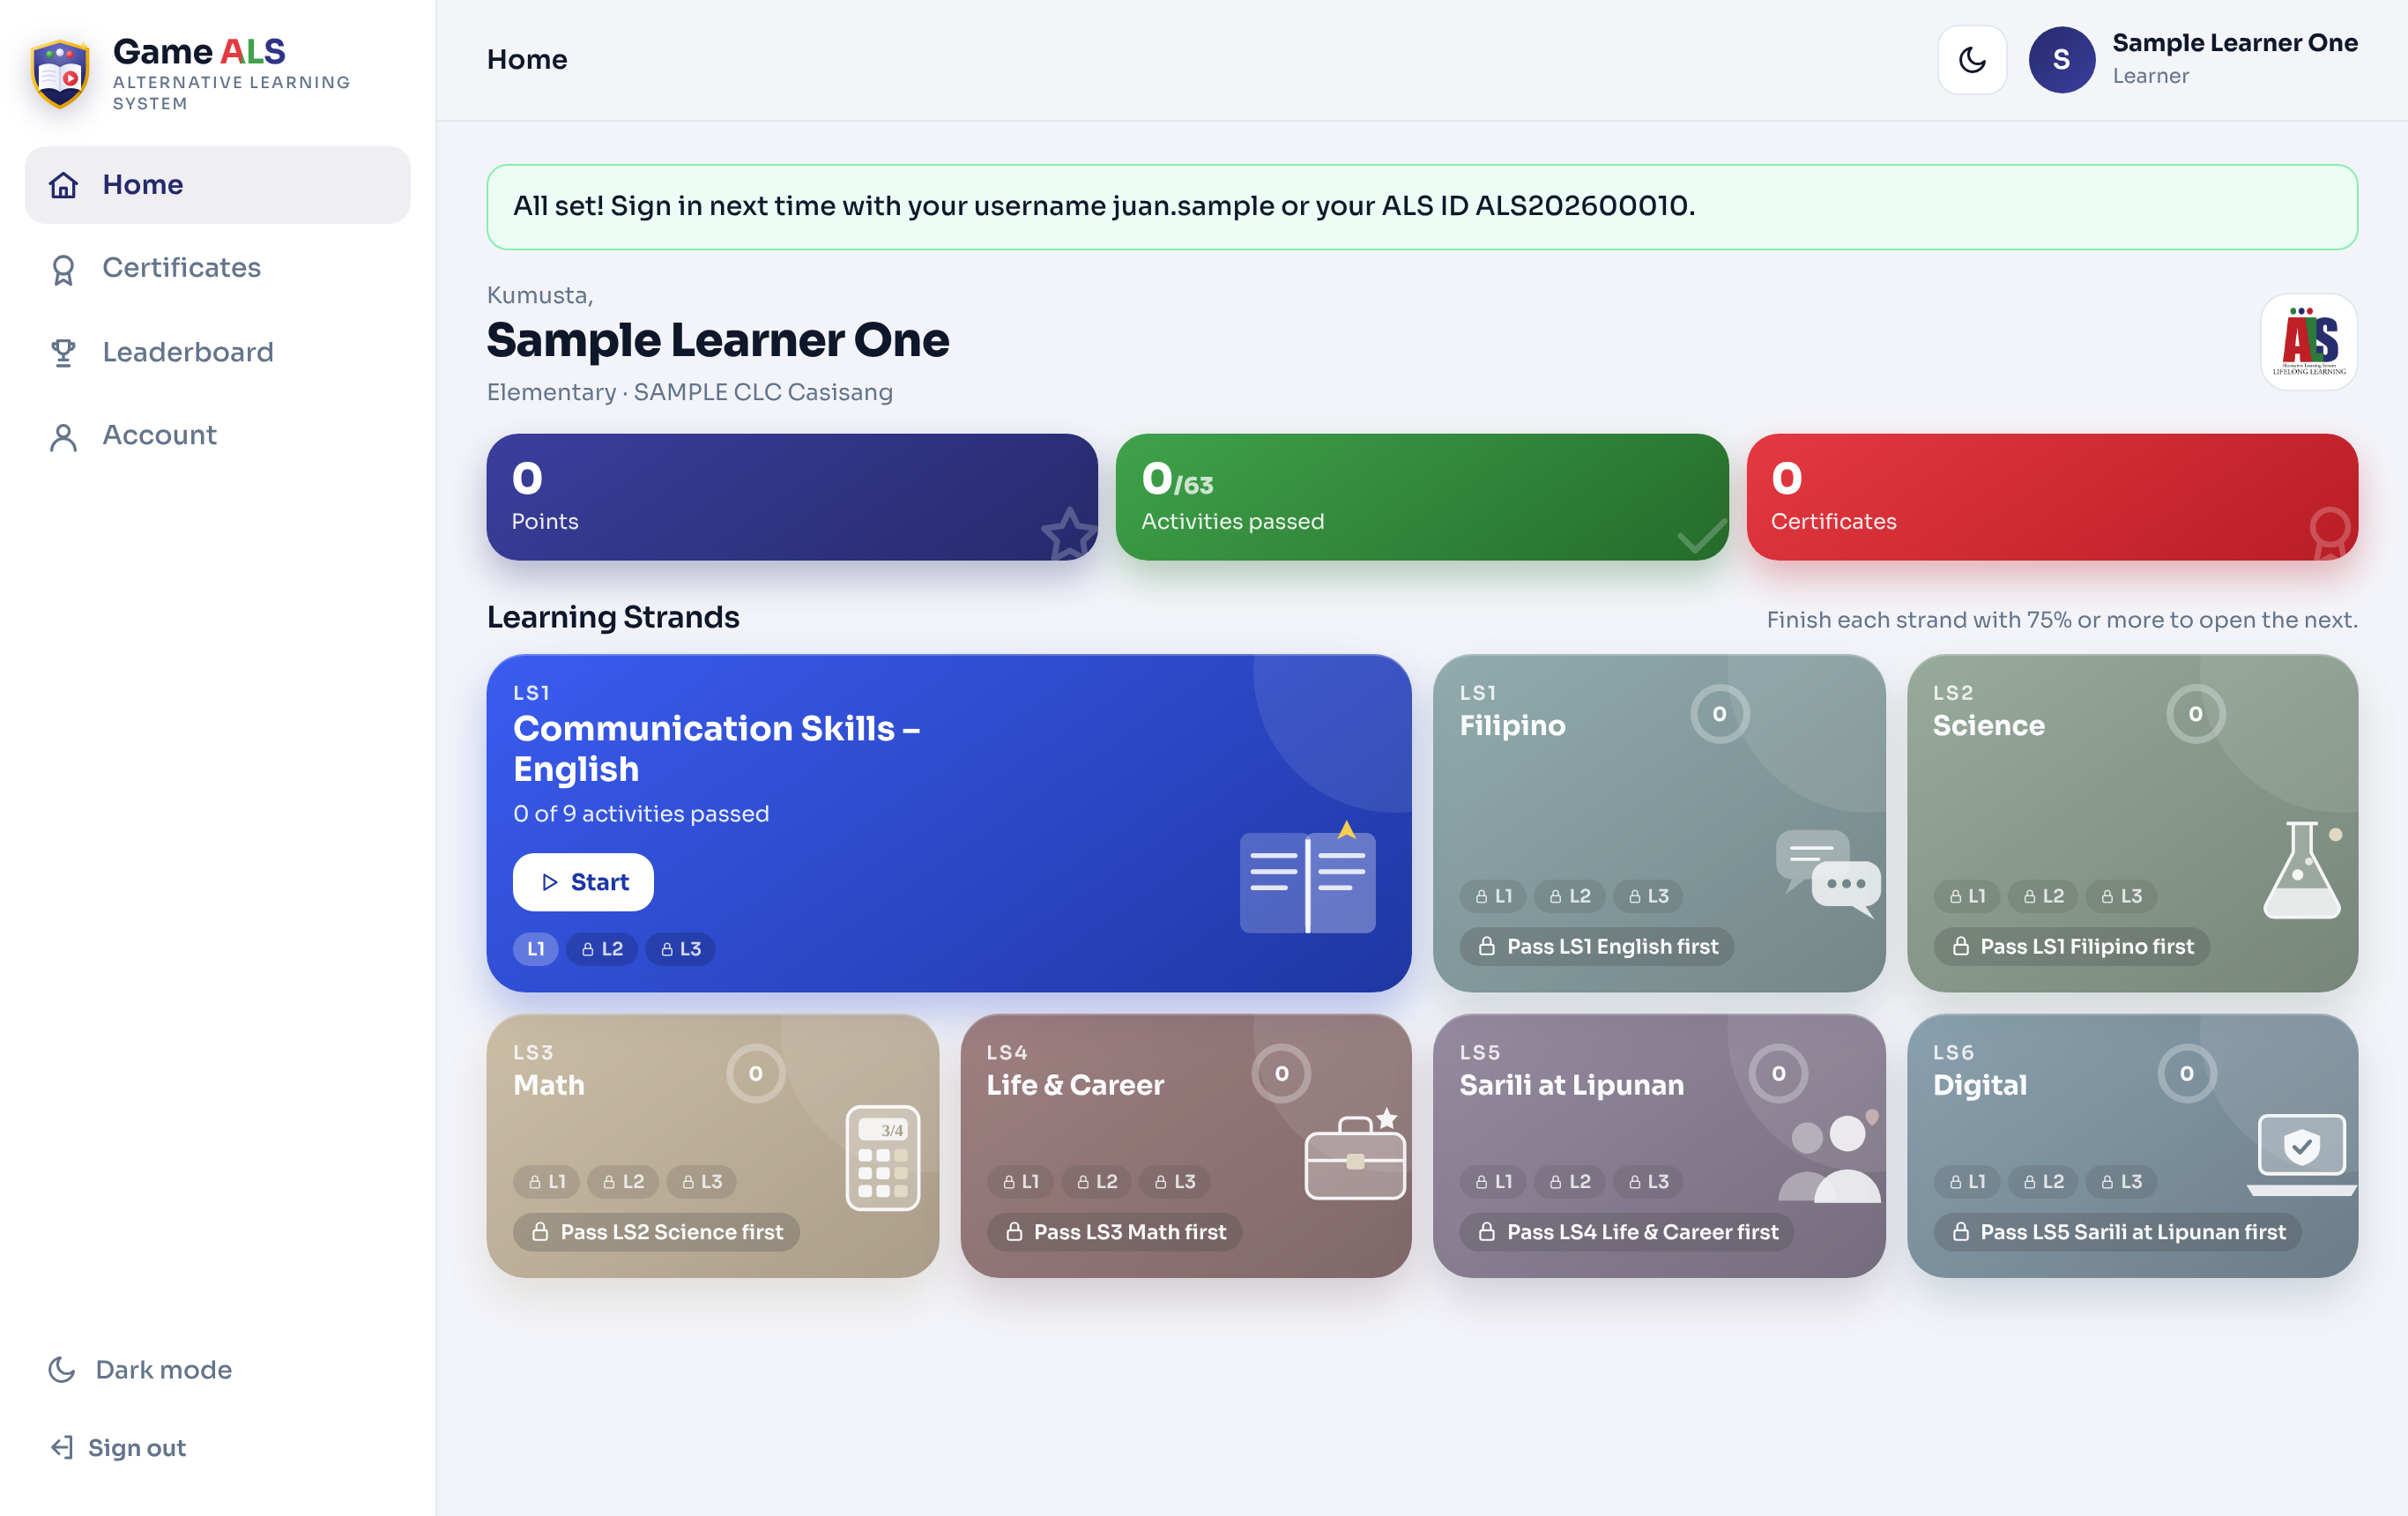 Game ALS
ALTERNATIVE LEARNING
SYSTEM
Home
Certificates
Leaderboard
Account
Dark mode
Sign out
Home
S
Sample Learner One
Learner
All set! Sign in next time with your username juan.sample or your ALS ID ALS202600010.
Kumusta,
Sample Learner One
Elementary · SAMPLE CLC Casisang
ALS
Alternative Learning System
LIFELONG LEARNING
0
Points
0/63
Activities passed
0
Certificates
Learning Strands
Finish each strand with 75% or more to open the next.
LS1
Communication Skills –
English
0 of 9 activities passed
Start
L1 L2 L3
LS1
Filipino
0
L1 L2 L3
Pass LS1 English first
LS2
Science
0
L1 L2 L3
Pass LS1 Filipino first
LS3
Math
0
3/4
L1 L2 L3
Pass LS2 Science first
LS4
Life & Career
0
L1 L2 L3
Pass LS3 Math first
LS5
Sarili at Lipunan
0
L1 L2 L3
Pass LS4 Life & Career first
LS6
Digital
0
L1 L2 L3
Pass LS5 Sarili at Lipunan first